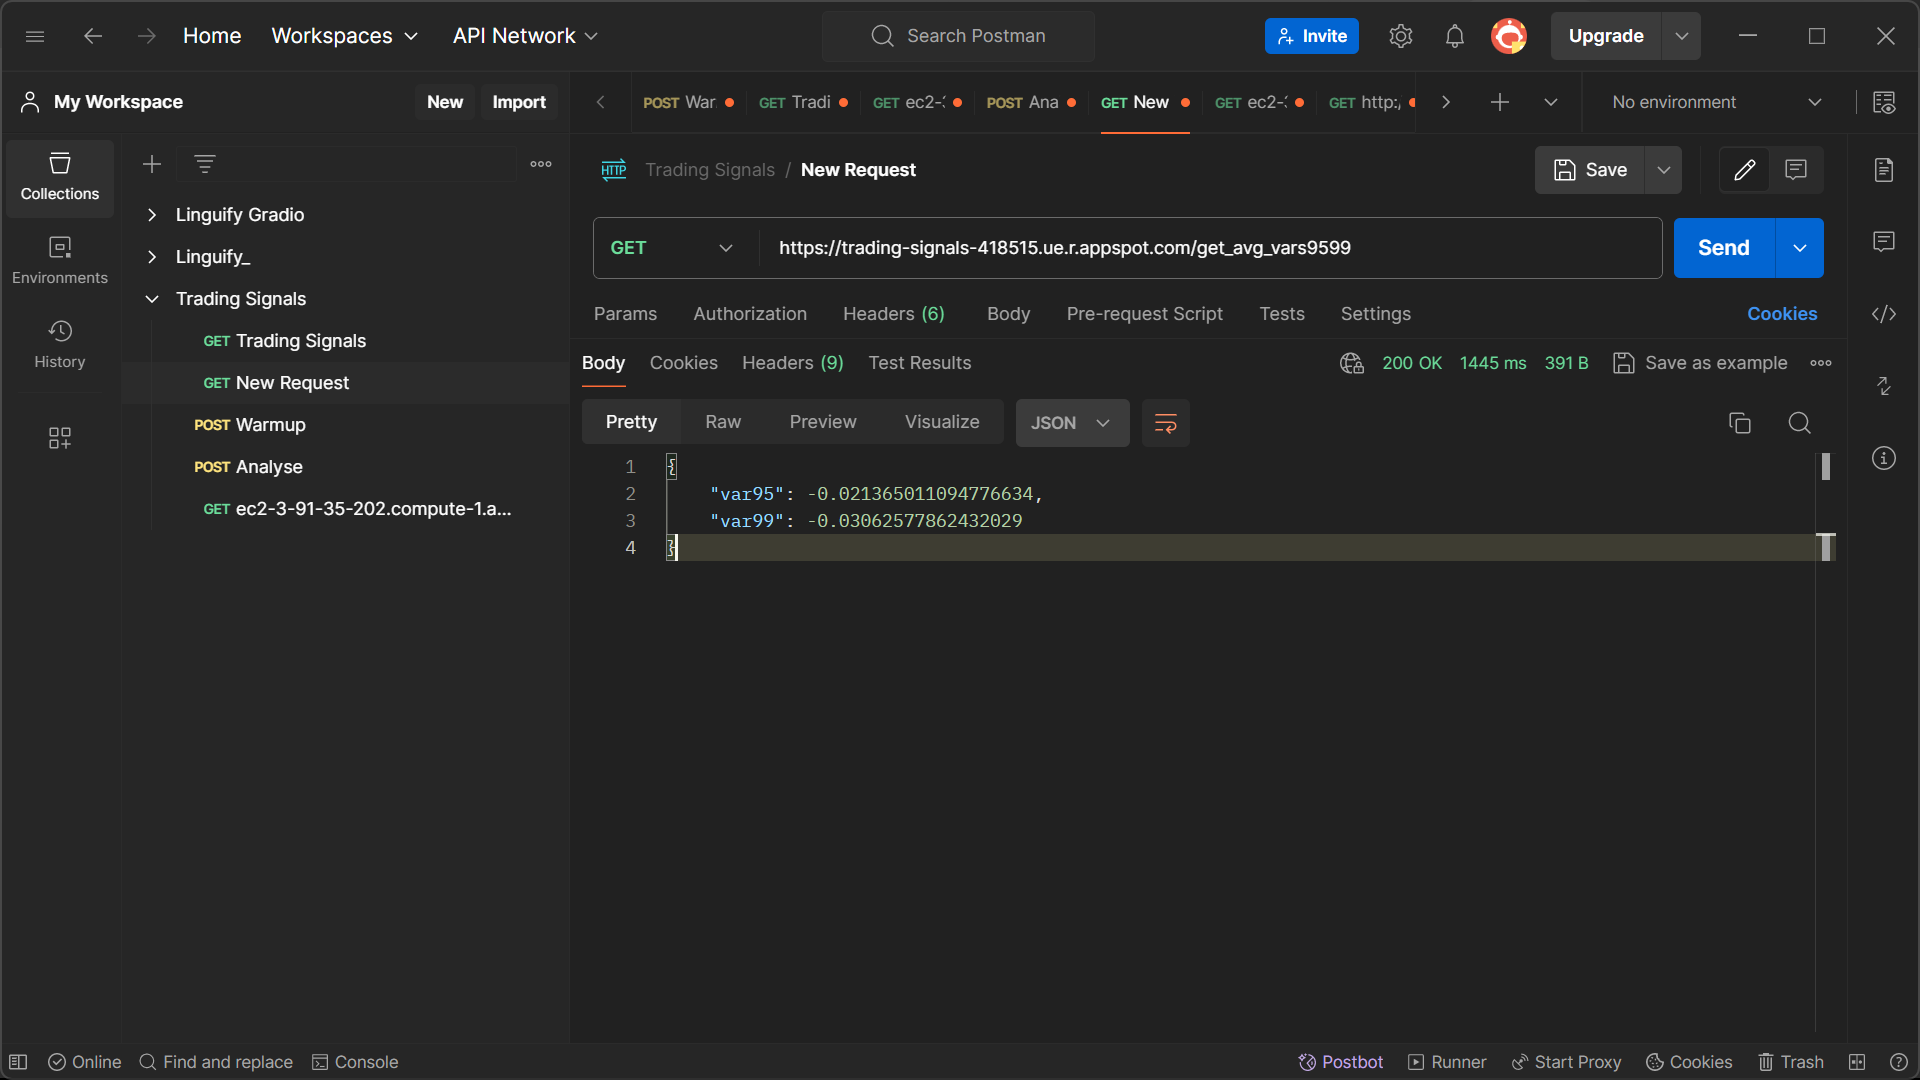 Home Workspaces API Network Search Postman Invite Upgrade
My Workspace New Import
POST War GET Tradi GET ec2-3 POST Ana GET New GET ec2-3 GET http:/ No environment
Collections
Environments
History
Linguify Gradio
Linguify_
Trading Signals
GET Trading Signals
GET New Request
POST Warmup
POST Analyse
GET ec2-3-91-35-202.compute-1.a...
HTTP Trading Signals / New Request Save
GET https://trading-signals-418515.ue.r.appspot.com/get_avg_vars9599 Send
Params Authorization Headers (6) Body Pre-request Script Tests Settings Cookies
Body Cookies Headers (9) Test Results 200 OK 1445 ms 391 B Save as example
Pretty Raw Preview Visualize JSON
1 {
2 "var95": -0.021365011094776634,
3 "var99": -0.03062577862432029
4 }
Online Find and replace Console Postbot Runner Start Proxy Cookies Trash